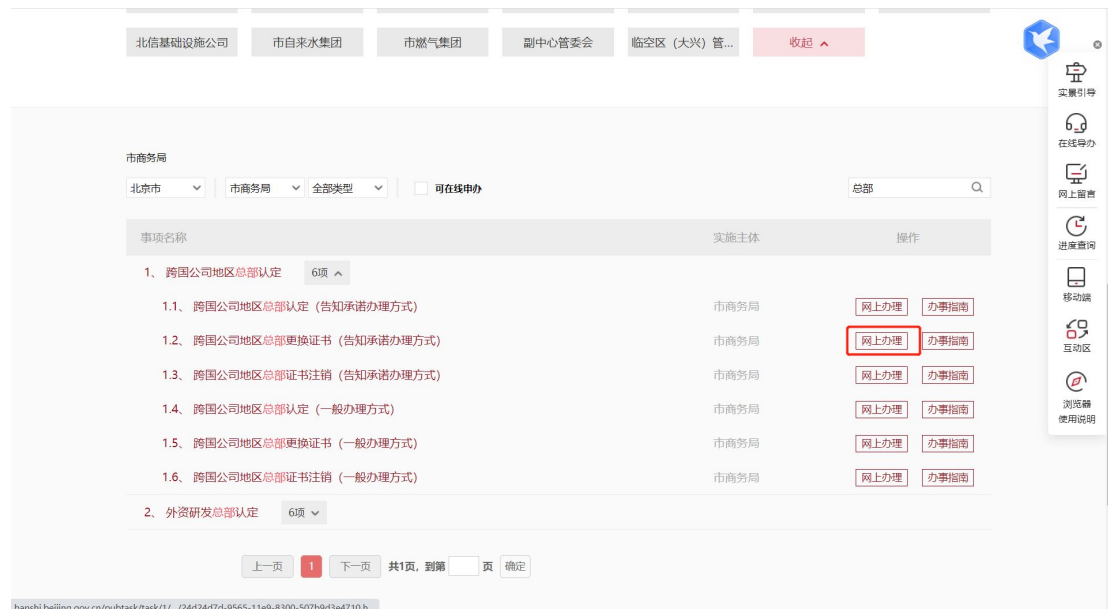 北信基础设施公司 市自来水集团 市燃气集团 副中心管委会 临空区（大兴）管... 收起
实景引导
在线导办
网上留言
进度查询
移动端
互动区
浏览器
使用说明
市商务局
北京市 市商务局 全部类型 可在线申办 总部
事项名称 实施主体 操作
1、 跨国公司地区总部认定 6项
1.1、 跨国公司地区总部认定（告知承诺办理方式） 市商务局 网上办理 办事指南
1.2、 跨国公司地区总部更换证书（告知承诺办理方式） 市商务局 网上办理 办事指南
1.3、 跨国公司地区总部证书注销（告知承诺办理方式） 市商务局 网上办理 办事指南
1.4、 跨国公司地区总部认定（一般办理方式） 市商务局 网上办理 办事指南
1.5、 跨国公司地区总部更换证书（一般办理方式） 市商务局 网上办理 办事指南
1.6、 跨国公司地区总部证书注销（一般办理方式） 市商务局 网上办理 办事指南
2、 外资研发总部认定 6项
上一页 1 下一页 共1页, 到第 页 确定
banshi.beijing.gov.cn/pubtask/task/1/.../24d24d7d-9565-11e9-8300-507b9d3e4710.h